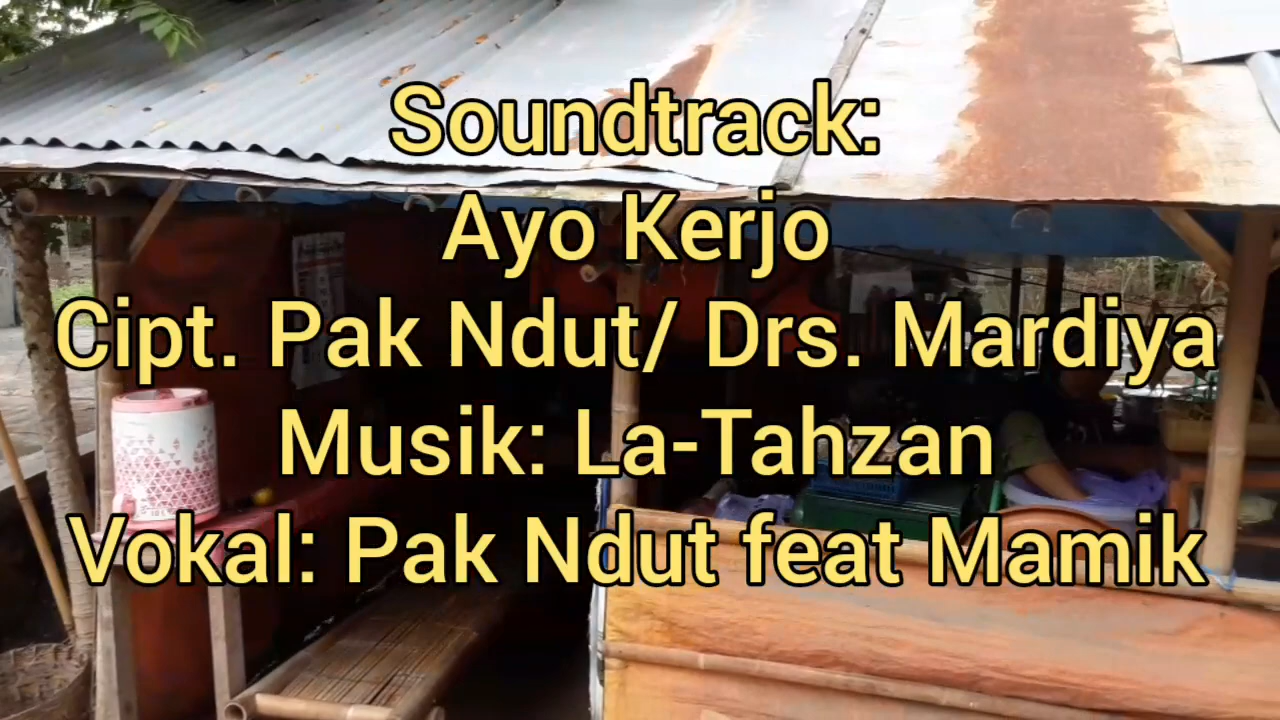 Soundtrack:
Ayo Kerjo
Cipt. Pak Ndut/ Drs. Mardiya
Musik: La-Tahzan
Vokal: Pak Ndut feat Mamik